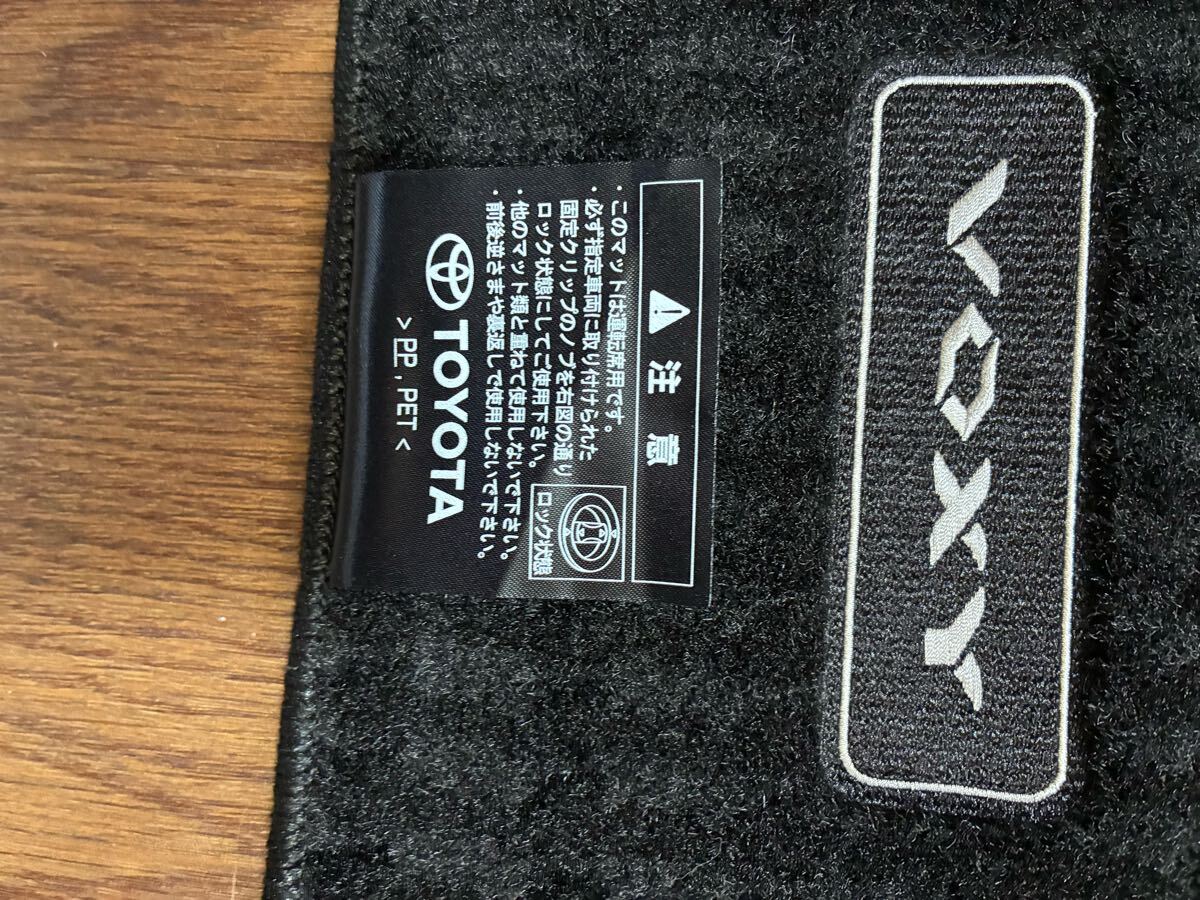 注意
・このマットは運転席用です。
・必ず指定車両に取り付けられた
固定クリップのノブを右図の通り
ロック状態にしてご使用下さい。
・他のマット類と重ねて使用しないで下さい。
・前後逆さまや裏返しで使用しないで下さい。
ロック状態
TOYOTA
>PP, PET<
VOXY